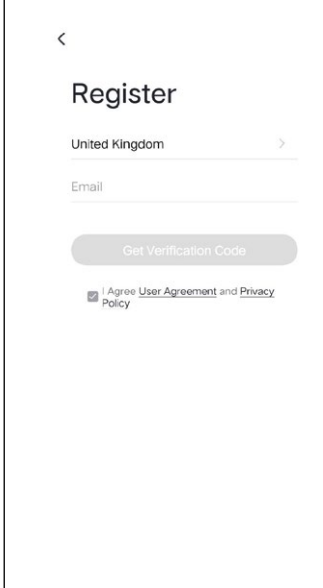 Register
United Kingdom
Email
Get Verification Code
I Agree User Agreement and Privacy
Policy